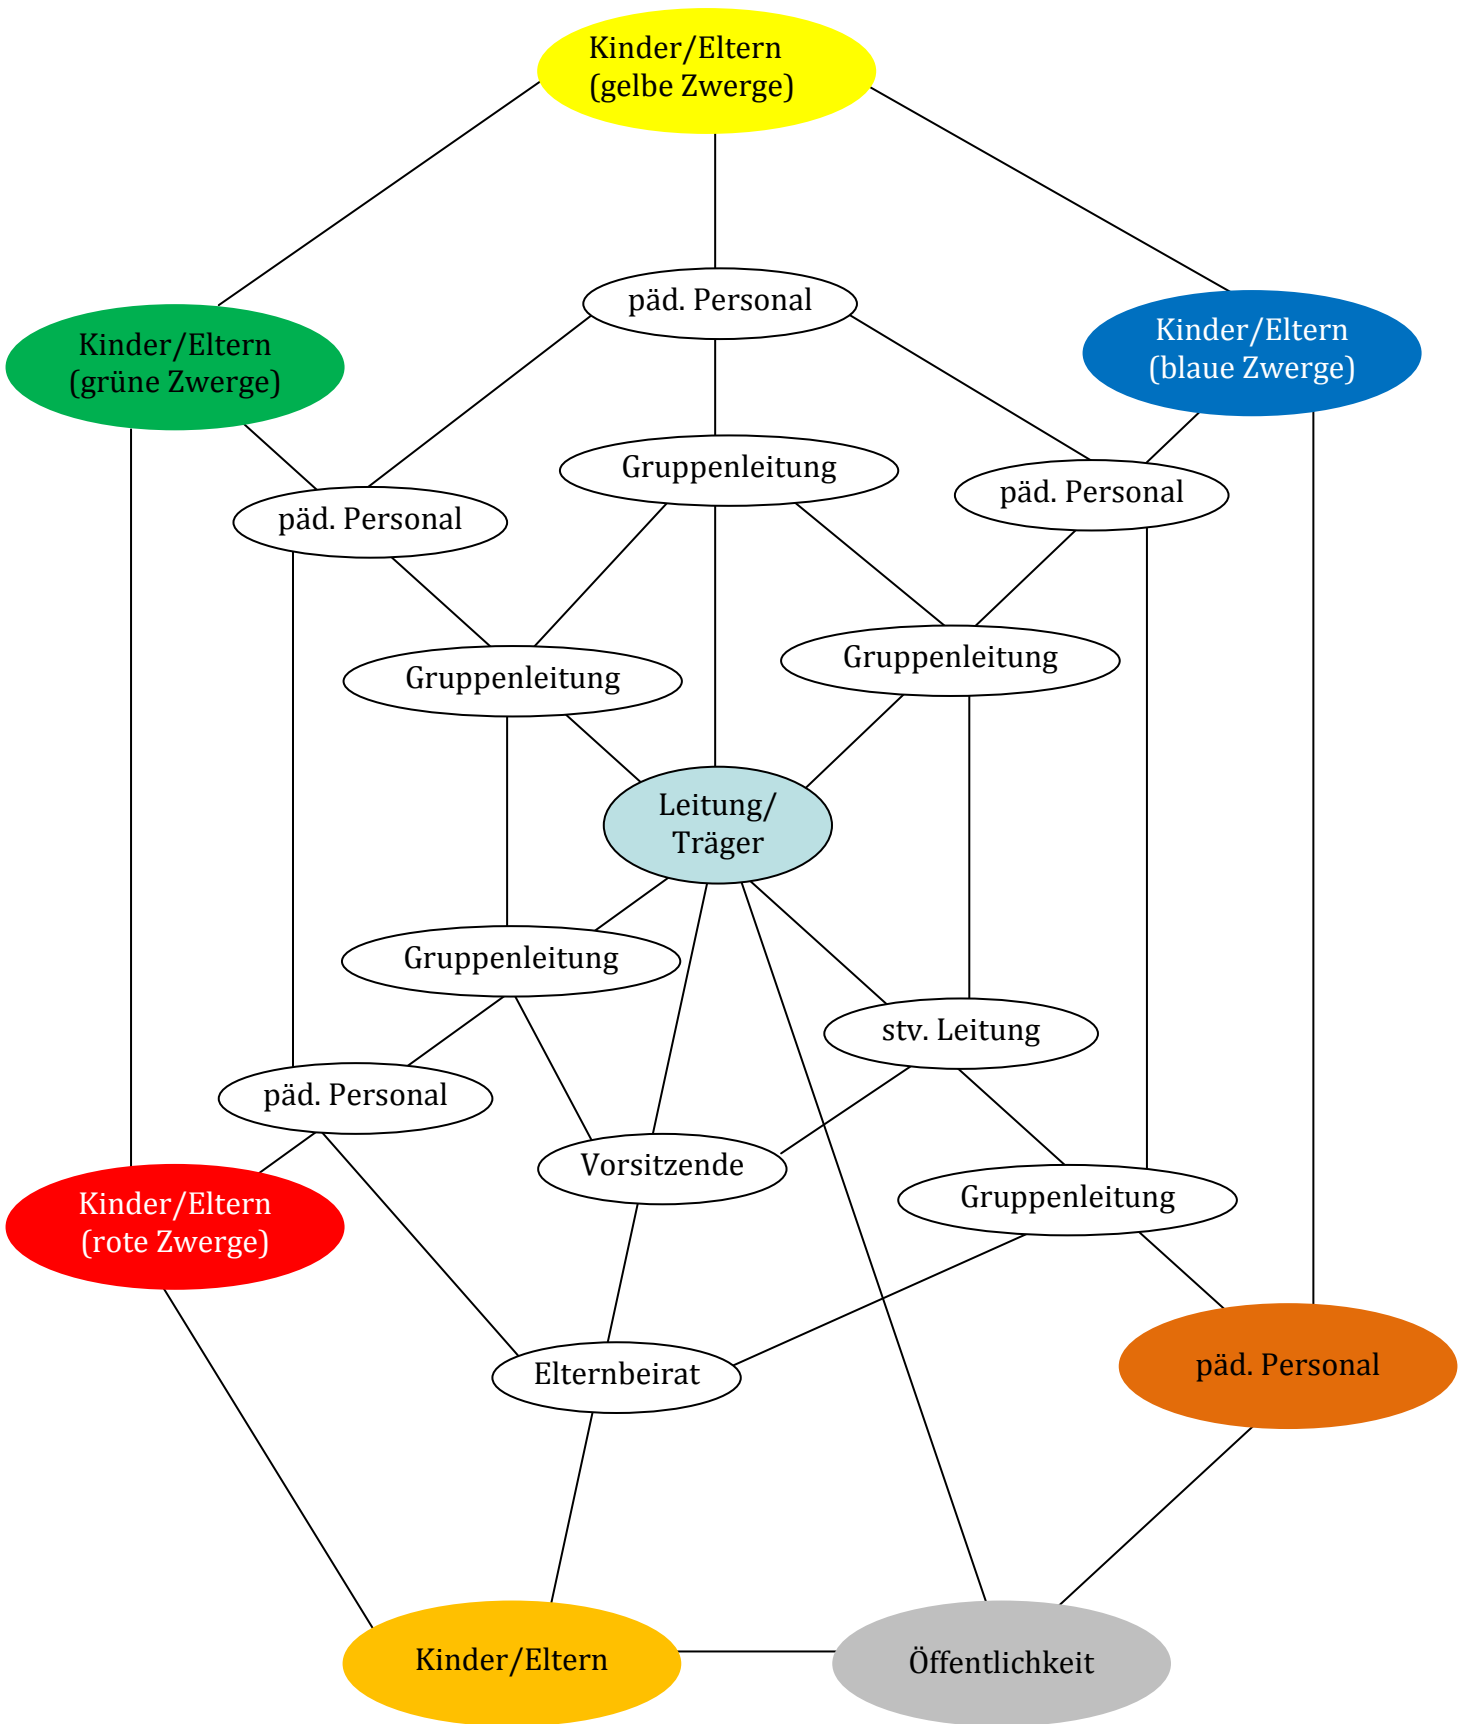 Kinder/Eltern
(gelbe Zwerge)
päd. Personal
Kinder/Eltern
(grüne Zwerge)
Kinder/Eltern
(blaue Zwerge)
Gruppenleitung
päd. Personal
päd. Personal
Gruppenleitung
Gruppenleitung
Leitung/
Träger
Gruppenleitung
stv. Leitung
päd. Personal
Vorsitzende
Gruppenleitung
Kinder/Eltern
(rote Zwerge)
Elternbeirat
päd. Personal
Kinder/Eltern
Öffentlichkeit